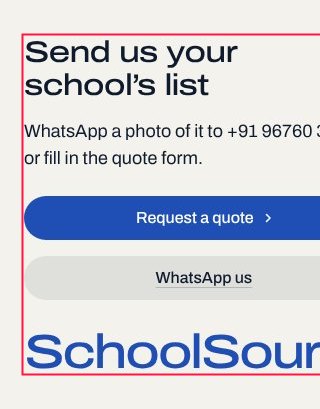 Send us your
school’s list
WhatsApp a photo of it to +91 96760
or fill in the quote form.
Request a quote
WhatsApp us
SchoolSour